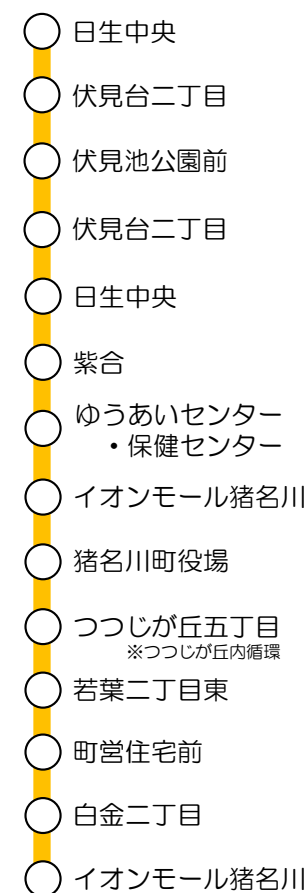 日生中央
伏見台二丁目
伏見池公園前
伏見台二丁目
日生中央
紫合
ゆうあいセンター
・保健センター
イオンモール猪名川
猪名川町役場
つつじが丘五丁目
※つつじが丘内循環
若葉二丁目東
町営住宅前
白金二丁目
イオンモール猪名川